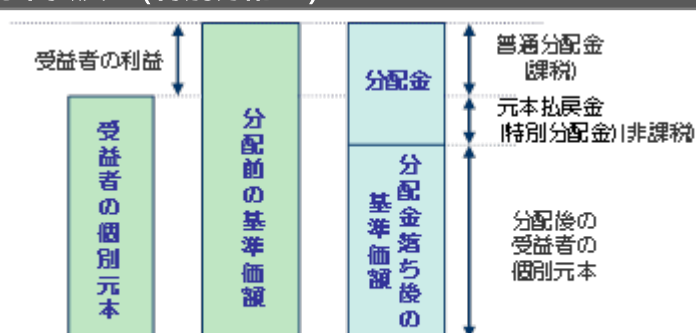 受益者の利益
受益者の個別元本
分配前の基準価額
分配金
分配金落ち後の
基準価額
普通分配金
(課税)
元本払戻金
(特別分配金)(非課税)
分配後の
受益者の
個別元本